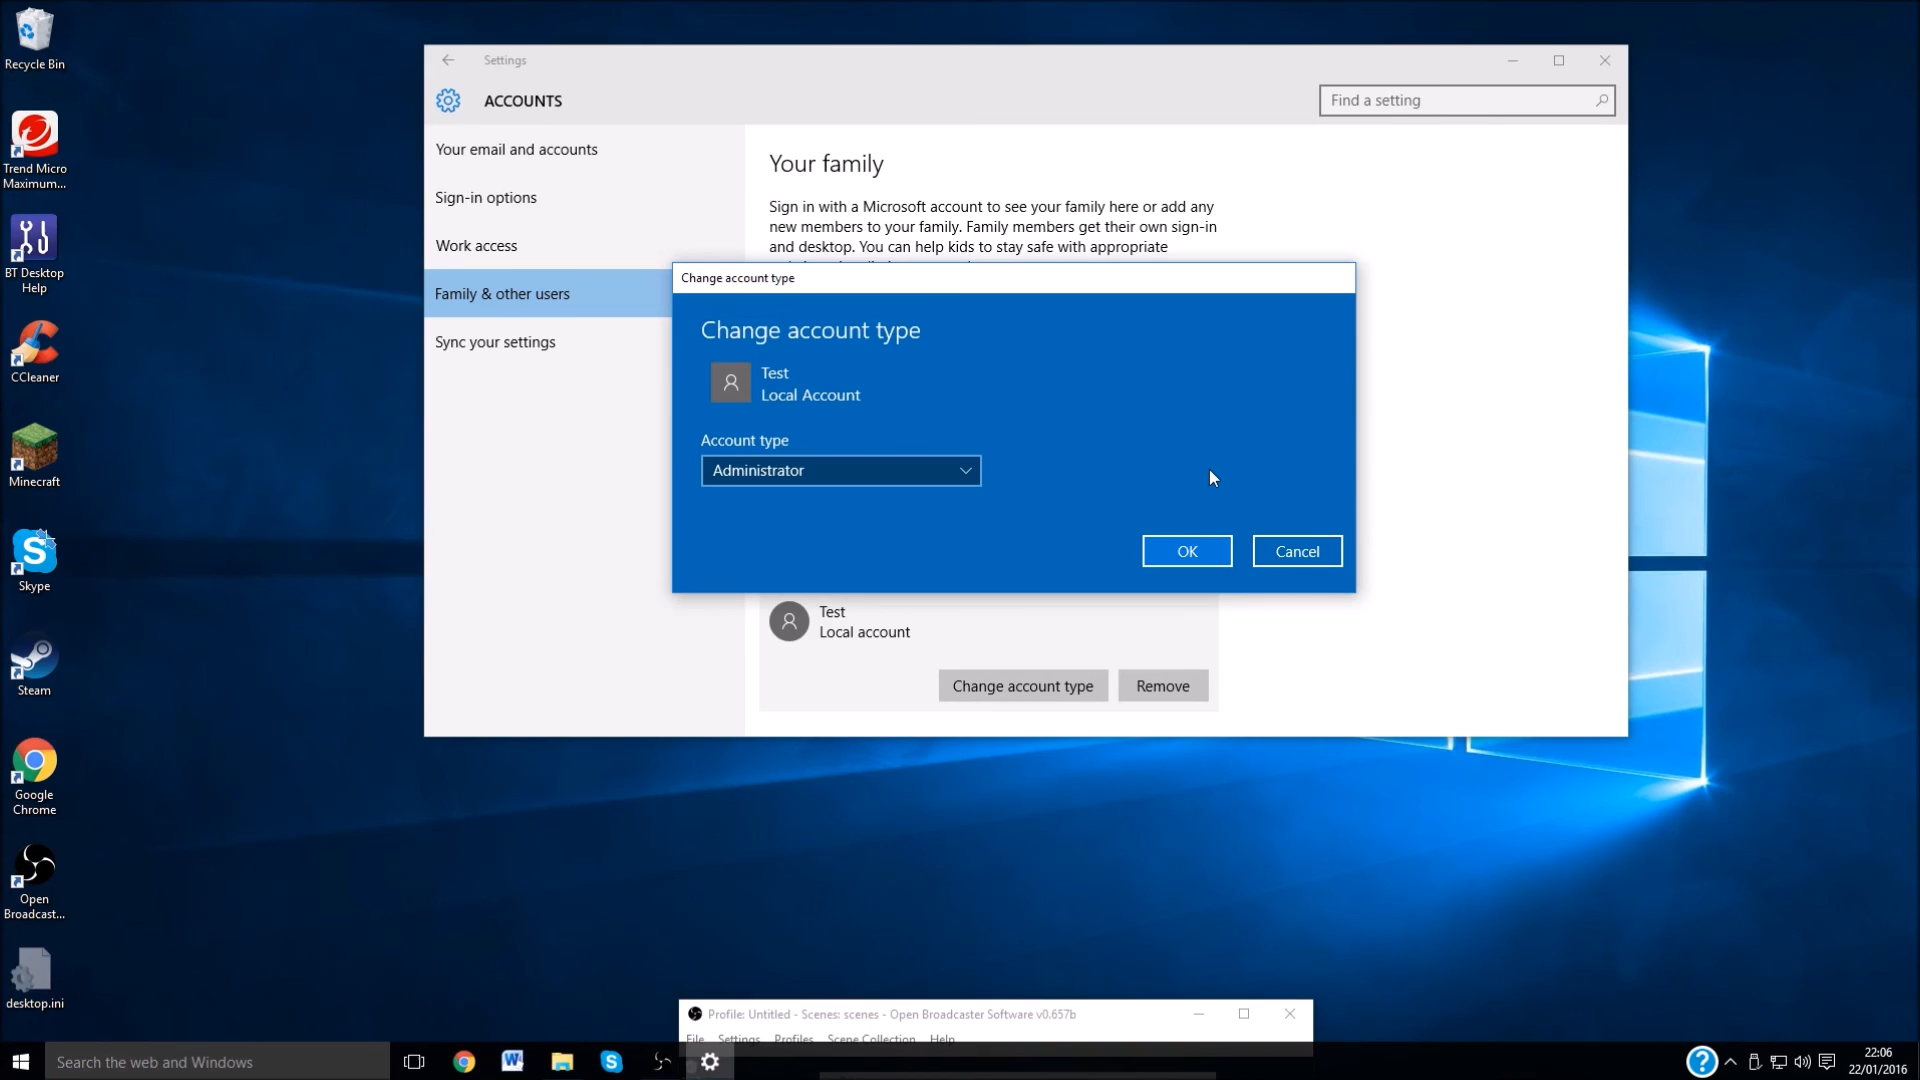 Recycle Bin
Trend Micro
Maximum...
BT Desktop
Help
CCleaner
Minecraft
Skype
Steam
Google
Chrome
Open
Broadcast...
desktop.ini
Settings
ACCOUNTS
Find a setting
Your email and accounts
Sign-in options
Work access
Family & other users
Sync your settings
Your family
Sign in with a Microsoft account to see your family here or add any
new members to your family. Family members get their own sign-in
and desktop. You can help kids to stay safe with appropriate
Change account type
Change account type
Test
Local Account
Account type
Administrator
OK
Cancel
Test
Local account
Change account type
Remove
Profile: Untitled - Scenes: scenes - Open Broadcaster Software v0.657b
File Settings Profiles Scene Collection Help
Search the web and Windows
22:06
22/01/2016